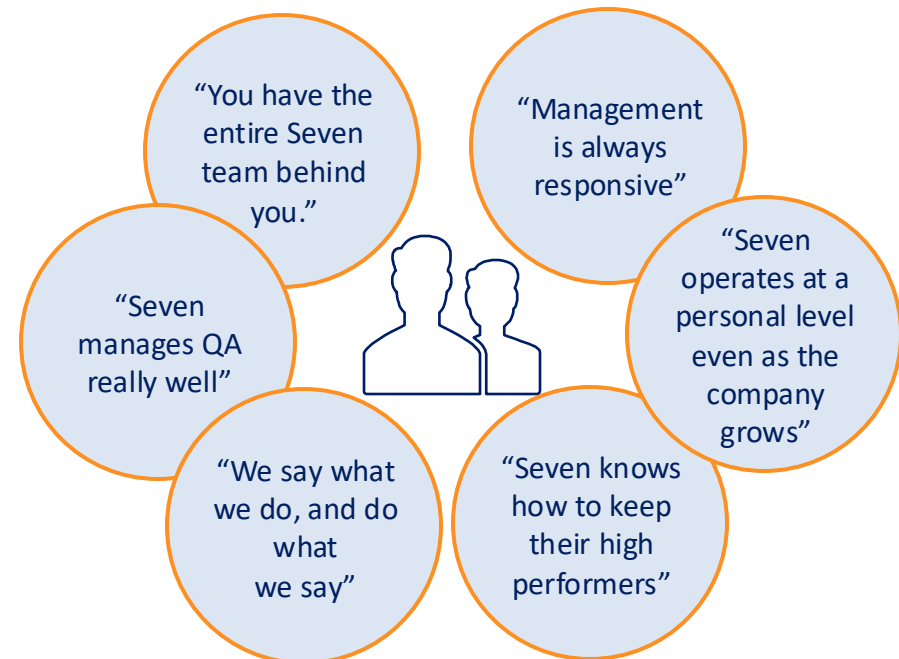 “You have the
entire Seven
team behind
you.”
“Management
is always
responsive”
“Seven
manages QA
really well”
“Seven
operates at a
personal level
even as the
company
grows”
“We say what
we do, and do
what
we say”
“Seven knows
how to keep
their high
performers”